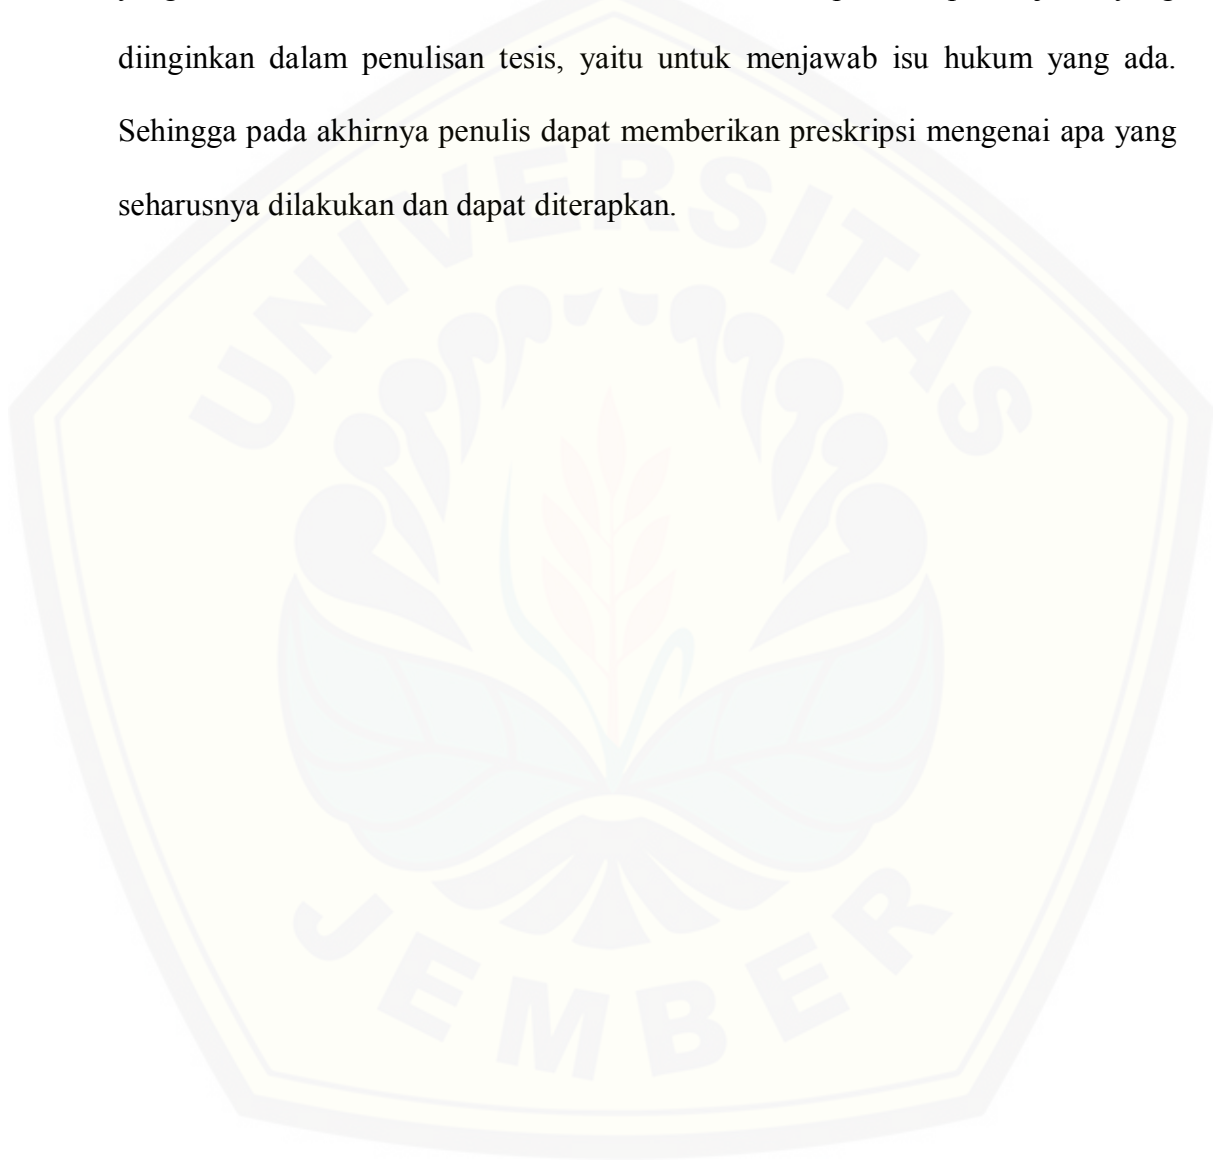 diinginkan dalam penulisan tesis, yaitu untuk menjawab isu hukum yang ada.
Sehingga pada akhirnya penulis dapat memberikan preskripsi mengenai apa yang
seharusnya dilakukan dan dapat diterapkan.
UNIVERSITAS
JEMBER